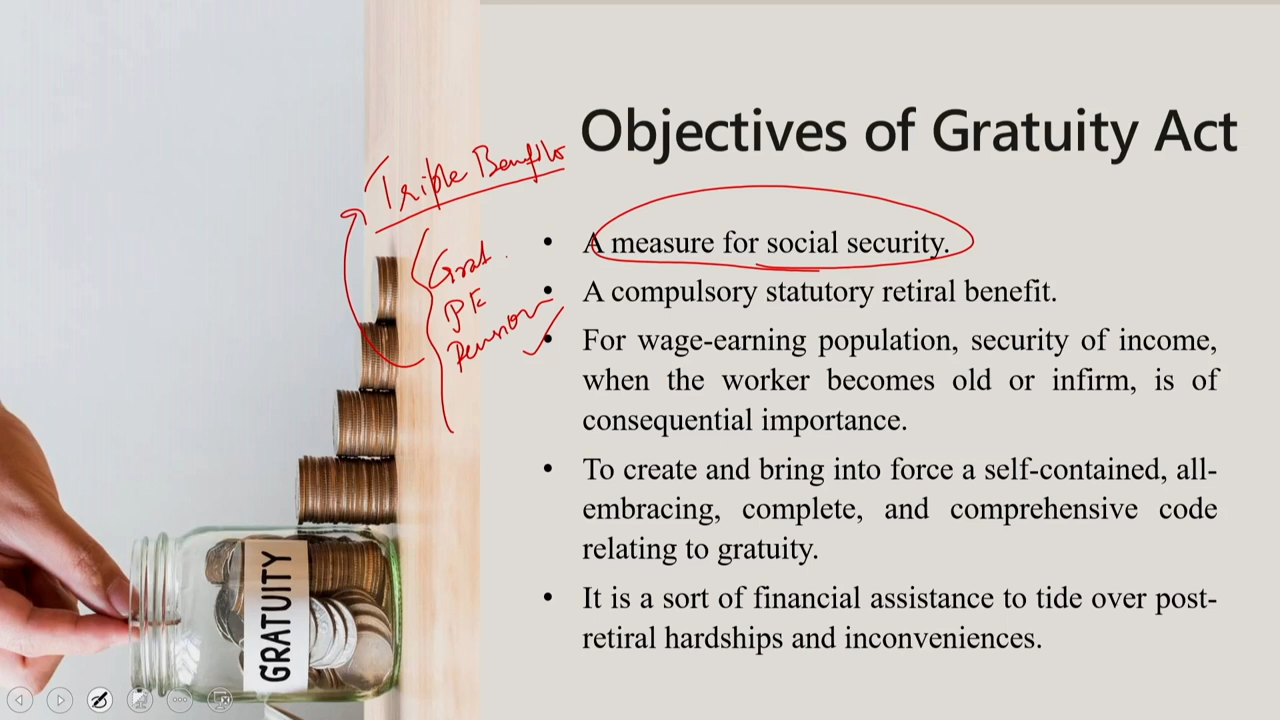 Objectives of Gratuity Act
Triple Benefits
Grat.
PF
Pension
• A measure for social security.
• A compulsory statutory retiral benefit.
• For wage-earning population, security of income,
when the worker becomes old or infirm, is of
consequential importance.
• To create and bring into force a self-contained, all-
embracing, complete, and comprehensive code
relating to gratuity.
• It is a sort of financial assistance to tide over post-
retiral hardships and inconveniences.
GRATUITY